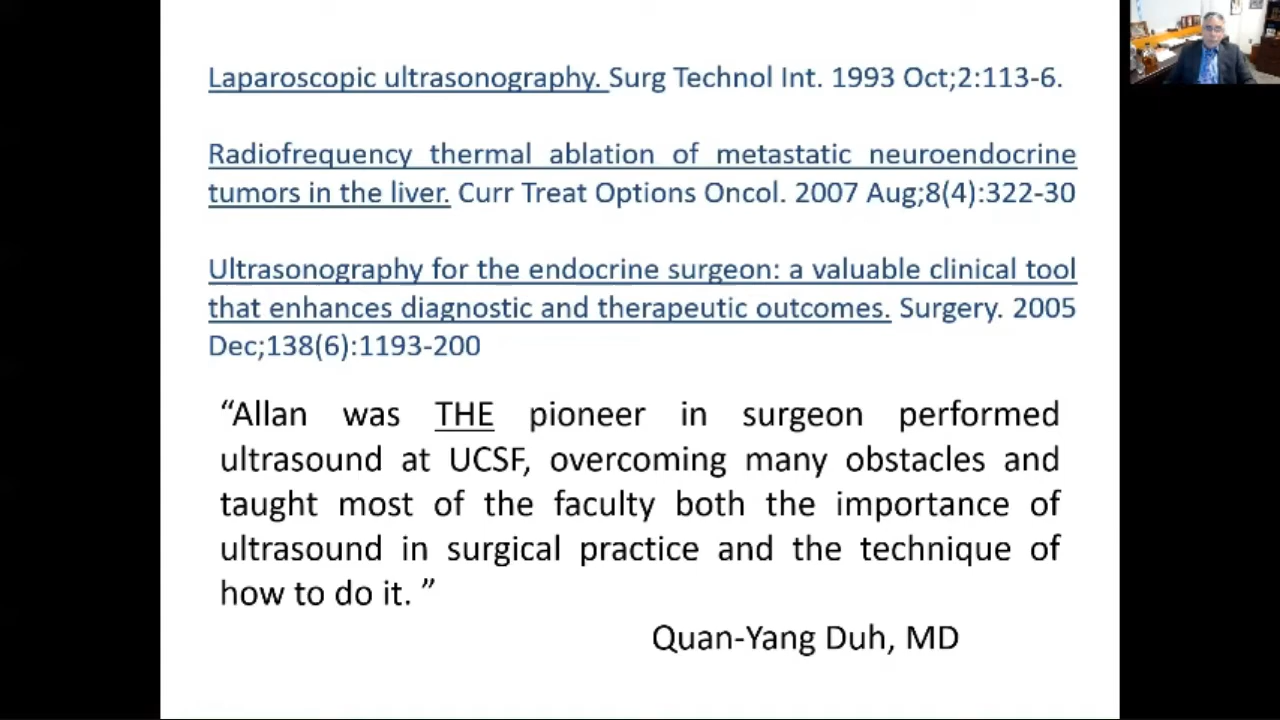 Laparoscopic ultrasonography. Surg Technol Int. 1993 Oct;2:113-6.
Radiofrequency thermal ablation of metastatic neuroendocrine
tumors in the liver. Curr Treat Options Oncol. 2007 Aug;8(4):322-30
Ultrasonography for the endocrine surgeon: a valuable clinical tool
that enhances diagnostic and therapeutic outcomes. Surgery. 2005
Dec;138(6):1193-200
“Allan was THE pioneer in surgeon performed
ultrasound at UCSF, overcoming many obstacles and
taught most of the faculty both the importance of
ultrasound in surgical practice and the technique of
how to do it. ”
Quan-Yang Duh, MD